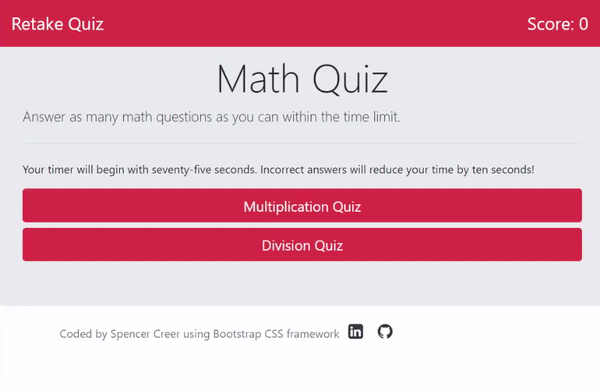 Retake Quiz Score: 0
Math Quiz
Answer as many math questions as you can within the time limit.
Your timer will begin with seventy-five seconds. Incorrect answers will reduce your time by ten seconds!
Multiplication Quiz
Division Quiz
Coded by Spencer Creer using Bootstrap CSS framework in